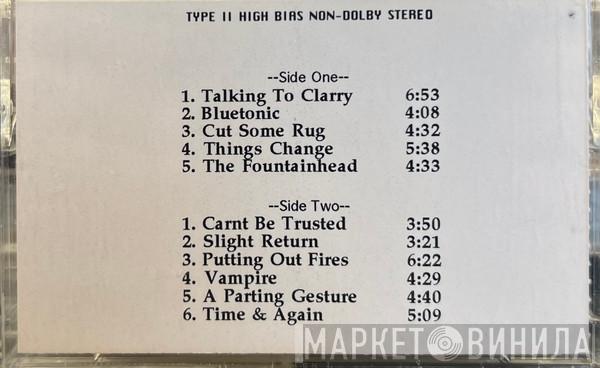 TYPE II HIGH BIAS NON-DOLBY STEREO
--Side One--
1. Talking To Clarry 6:53
2. Bluetonic 4:08
3. Cut Some Rug 4:32
4. Things Change 5:38
5. The Fountainhead 4:33
--Side Two--
1. Carnt Be Trusted 3:50
2. Slight Return 3:21
3. Putting Out Fires 6:22
4. Vampire 4:29
5. A Parting Gesture 4:40
6. Time & Again 5:09
МАРКЕТ ВИНИЛА